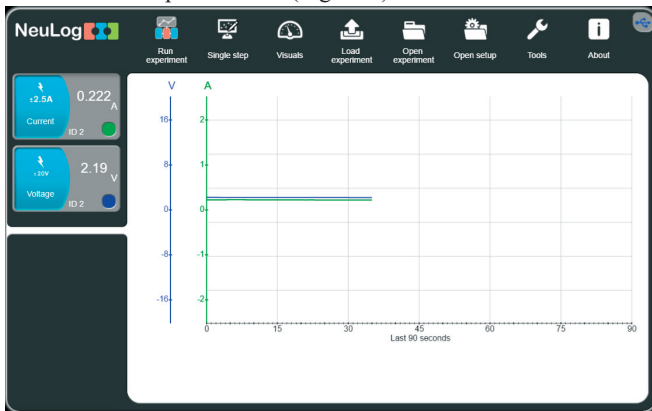 NeuLog
Run experiment
Single step
Visuals
Load experiment
Open experiment
Open setup
Tools
About
±2.5A
0.222 A
Current
ID 2
±20V
2.19 V
Voltage
ID 2
V
A
16
2
8
1
0
0
-8
-1
-16
-2
0 15 30 45 60 75 90
Last 90 seconds